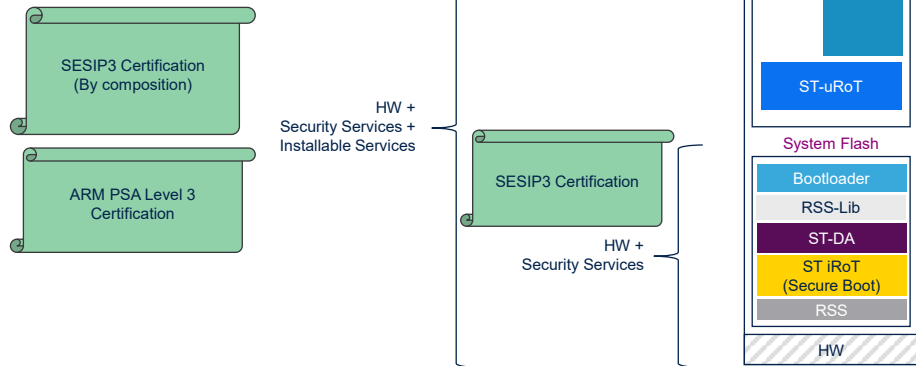 SESIP3 Certification
(By composition)
ARM PSA Level 3
Certification
HW +
Security Services +
Installable Services
SESIP3 Certification
HW +
Security Services
ST-uRoT
System Flash
Bootloader
RSS-Lib
ST-DA
ST iRoT
(Secure Boot)
RSS
HW